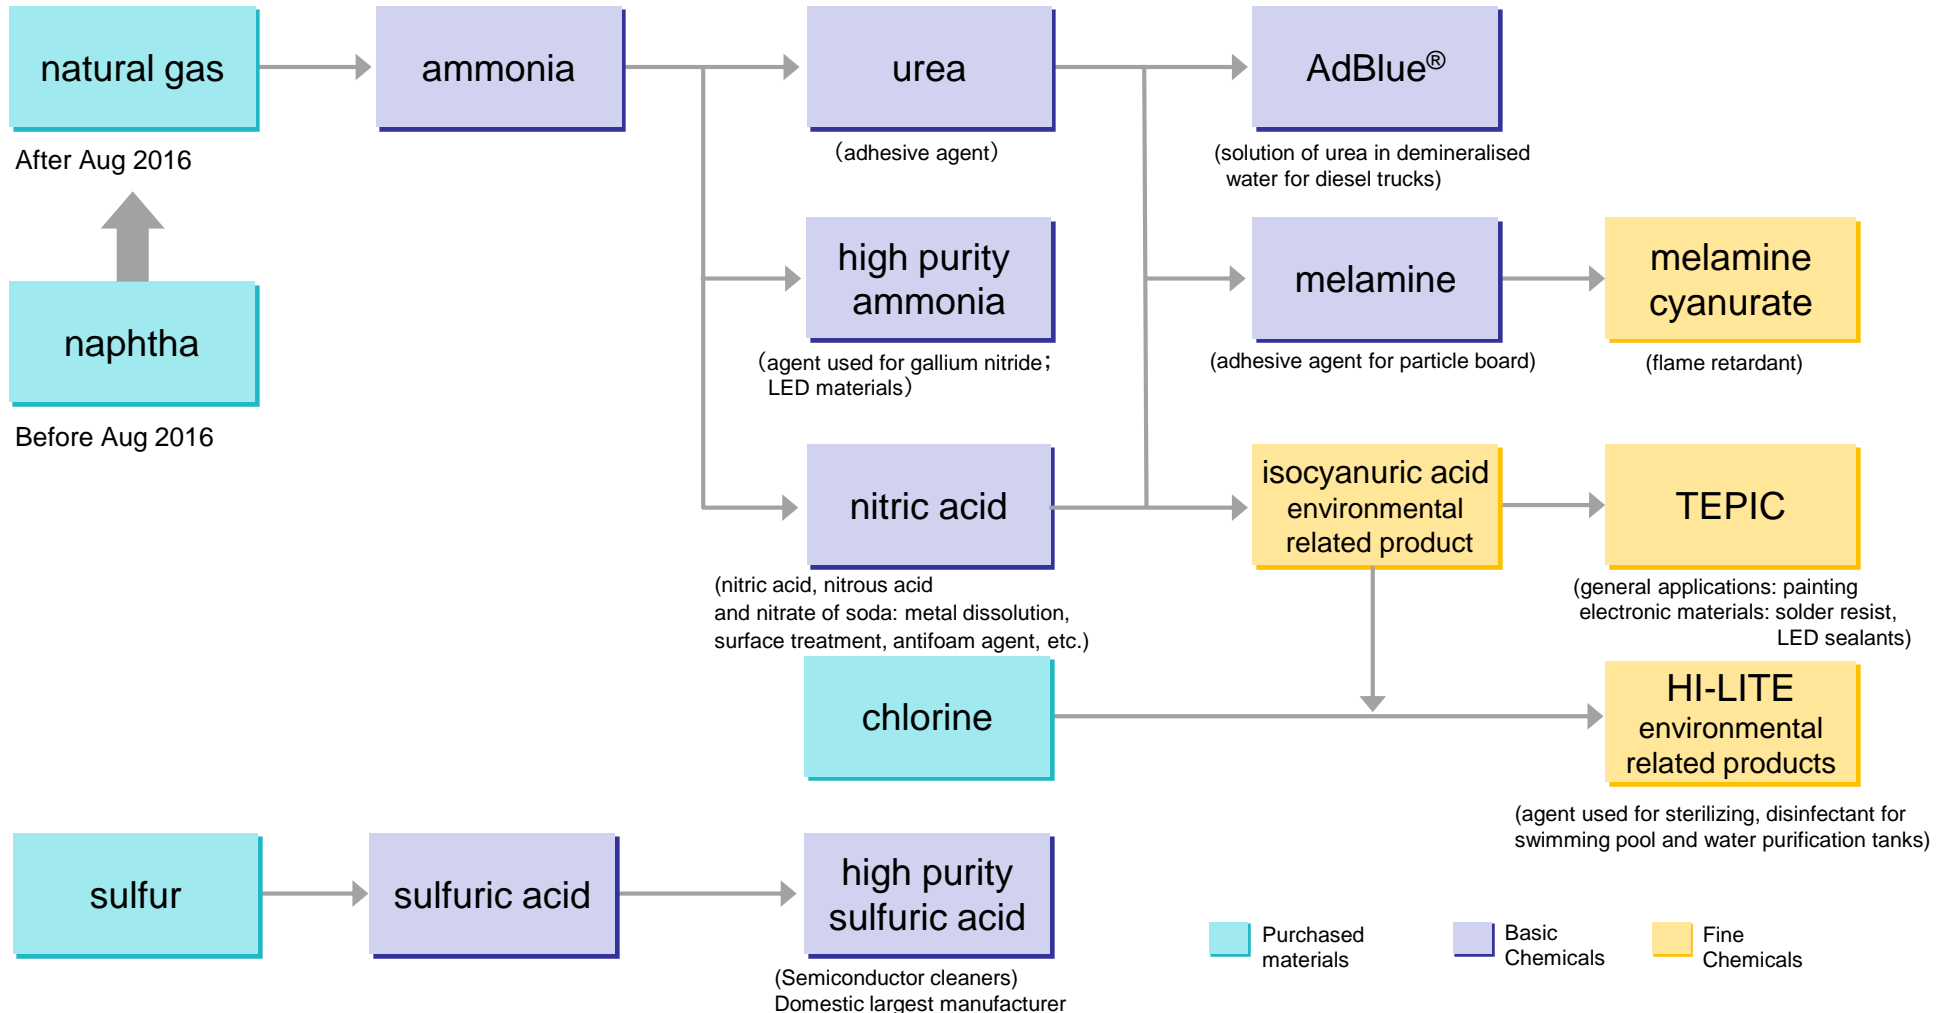 natural gas
ammonia
urea
AdBlue®
After Aug 2016
(adhesive agent)
(solution of urea in demineralised
water for diesel trucks)
naphtha
Before Aug 2016
high purity
ammonia
(agent used for gallium nitride;
LED materials)
melamine
(adhesive agent for particle board)
melamine
cyanurate
(flame retardant)
nitric acid
(nitric acid, nitrous acid
and nitrate of soda: metal dissolution,
surface treatment, antifoam agent, etc.)
isocyanuric acid
environmental
related product
TEPIC
(general applications: painting
electronic materials: solder resist,
LED sealants)
chlorine
HI-LITE
environmental
related products
(agent used for sterilizing, disinfectant for
swimming pool and water purification tanks)
sulfur
sulfuric acid
high purity
sulfuric acid
(Semiconductor cleaners)
Domestic largest manufacturer
Purchased
materials
Basic
Chemicals
Fine
Chemicals